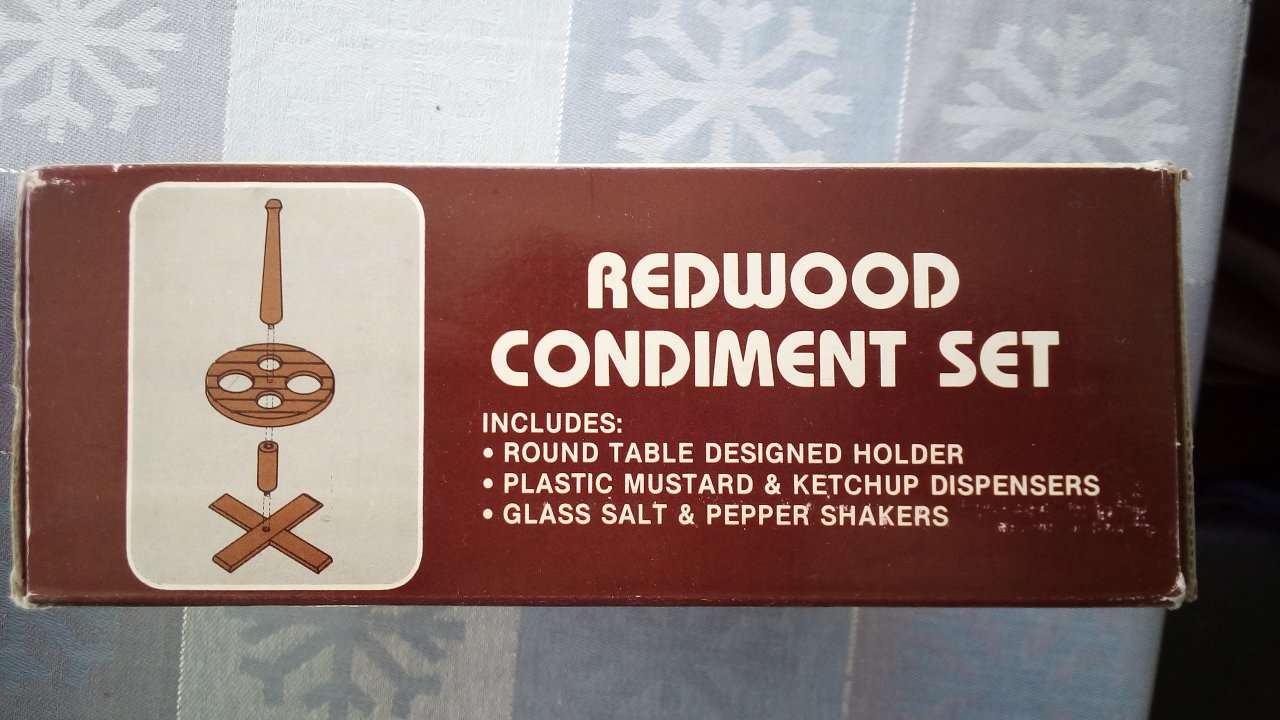 REDWOOD
CONDIMENT SET
INCLUDES:
• ROUND TABLE DESIGNED HOLDER
• PLASTIC MUSTARD & KETCHUP DISPENSERS
• GLASS SALT & PEPPER SHAKERS